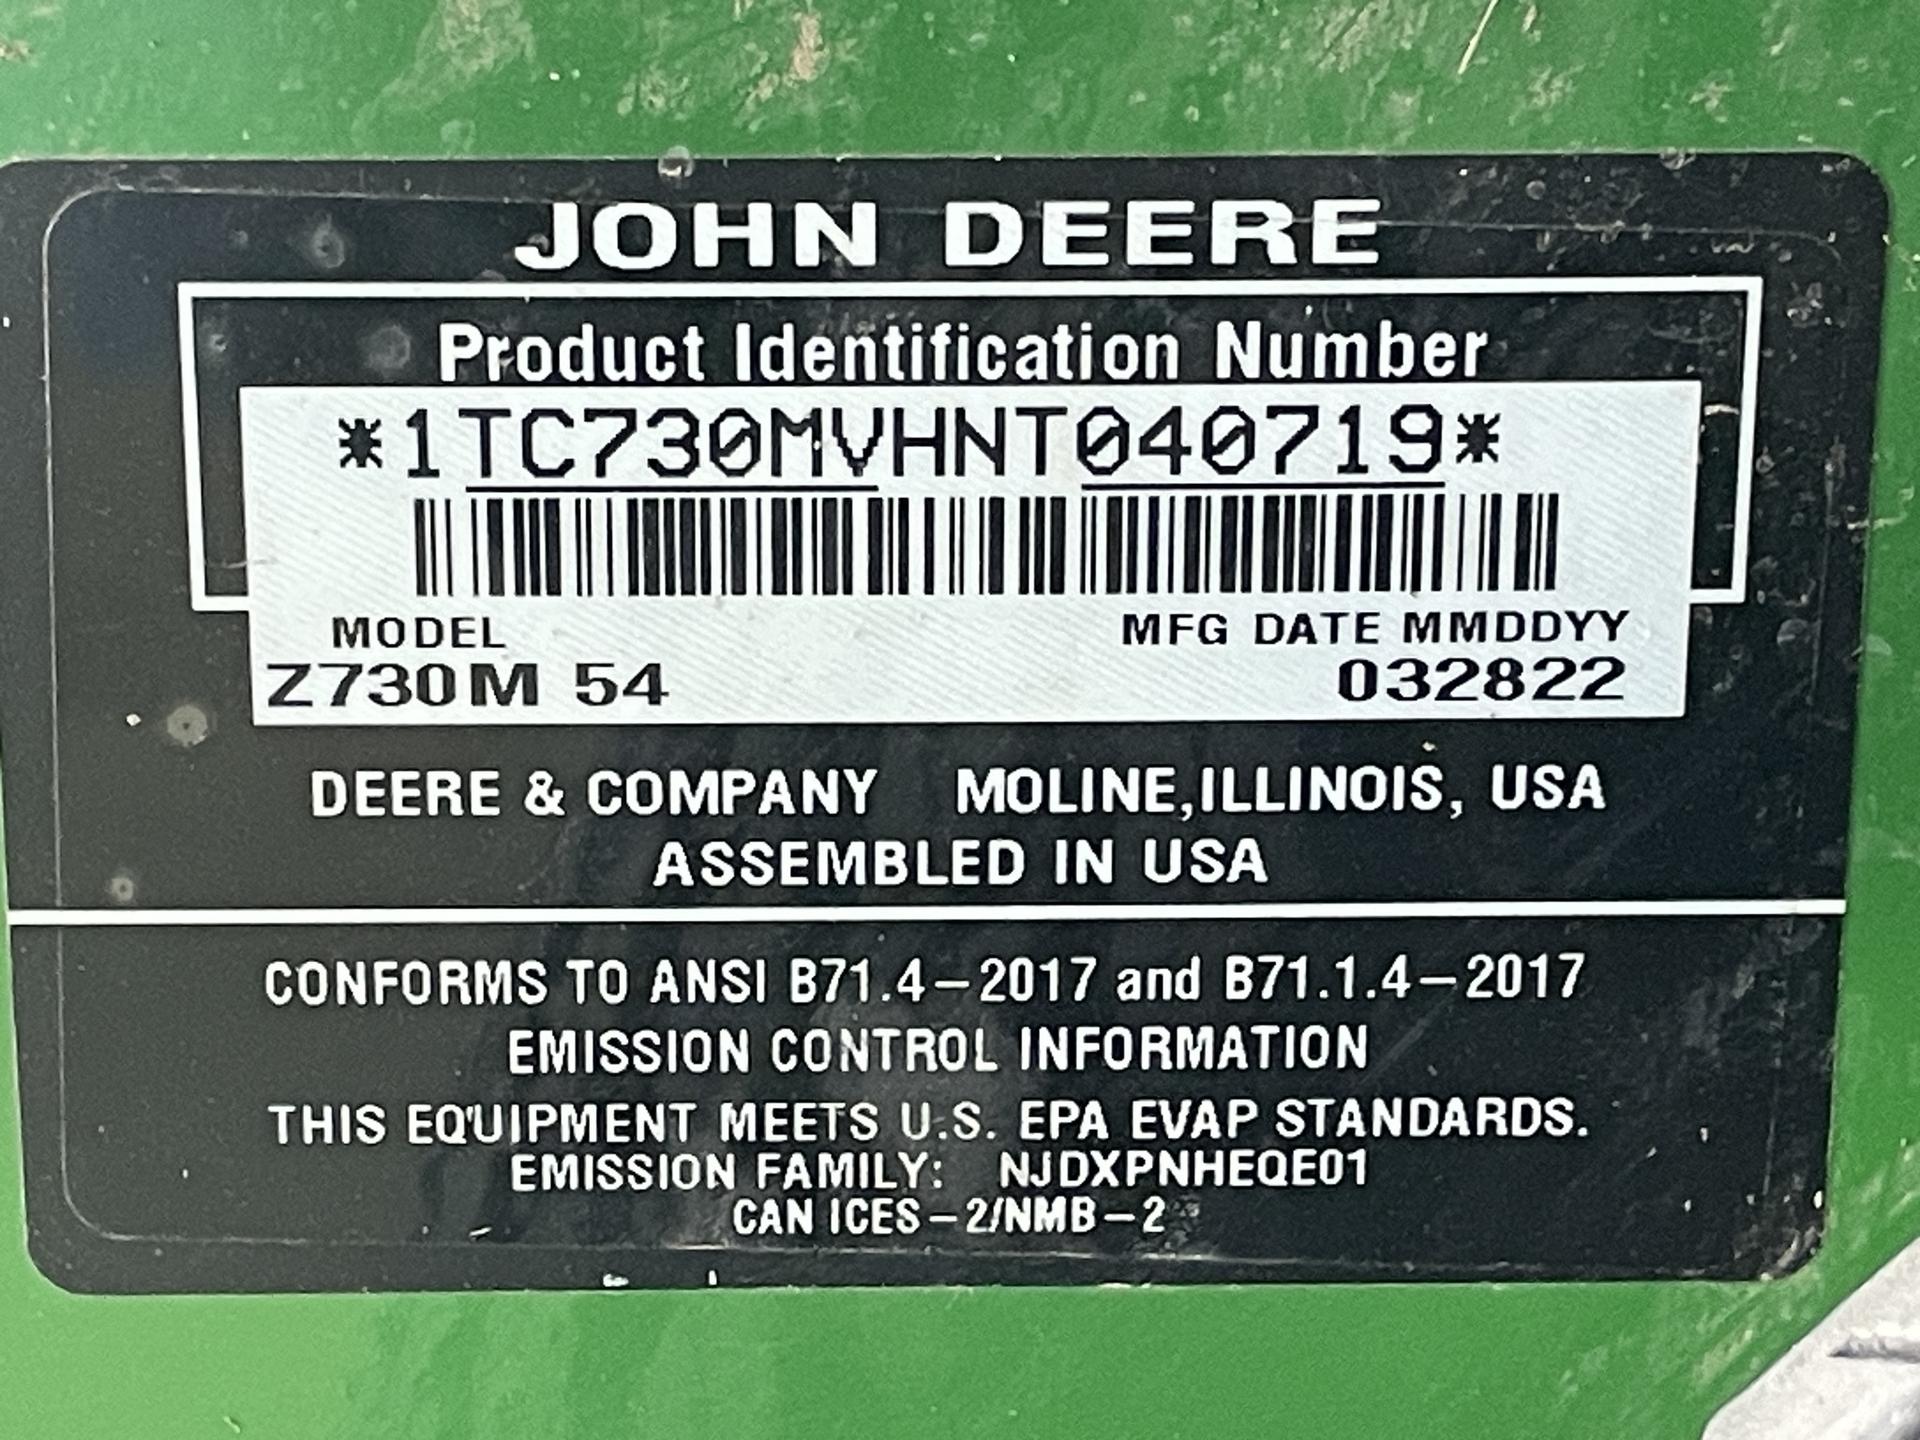 JOHN DEERE
Product Identification Number
*1TC730MVHNT040719*
MODEL MFG DATE MMDDYY
Z730M 54 032822
DEERE & COMPANY MOLINE,ILLINOIS, USA
ASSEMBLED IN USA
CONFORMS TO ANSI B71.4-2017 and B71.1.4-2017
EMISSION CONTROL INFORMATION
THIS EQUIPMENT MEETS U.S. EPA EVAP STANDARDS.
EMISSION FAMILY: NJDXPNHEQE01
CAN ICES-2/NMB-2